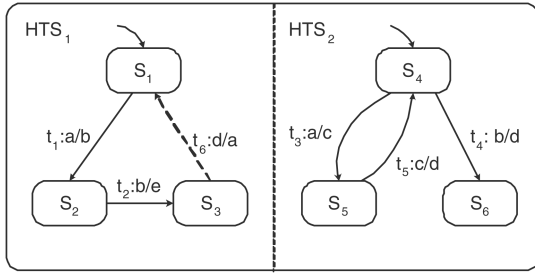 HTS₁
S₁
t₁:a/b
t₆:d/a
t₂:b/e
S₂
S₃
HTS₂
S₄
t₃:a/c
t₅:c/d
t₄: b/d
S₅
S₆